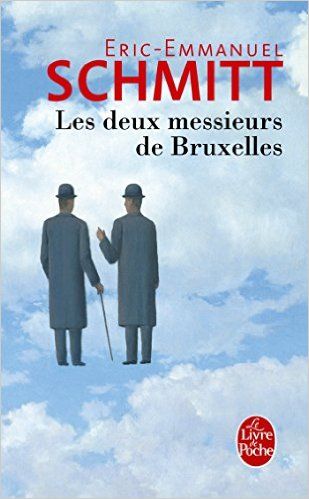 ERIC-EMMANUEL
SCHMITT
Les deux messieurs
de Bruxelles
Le
Livre
de
Poche